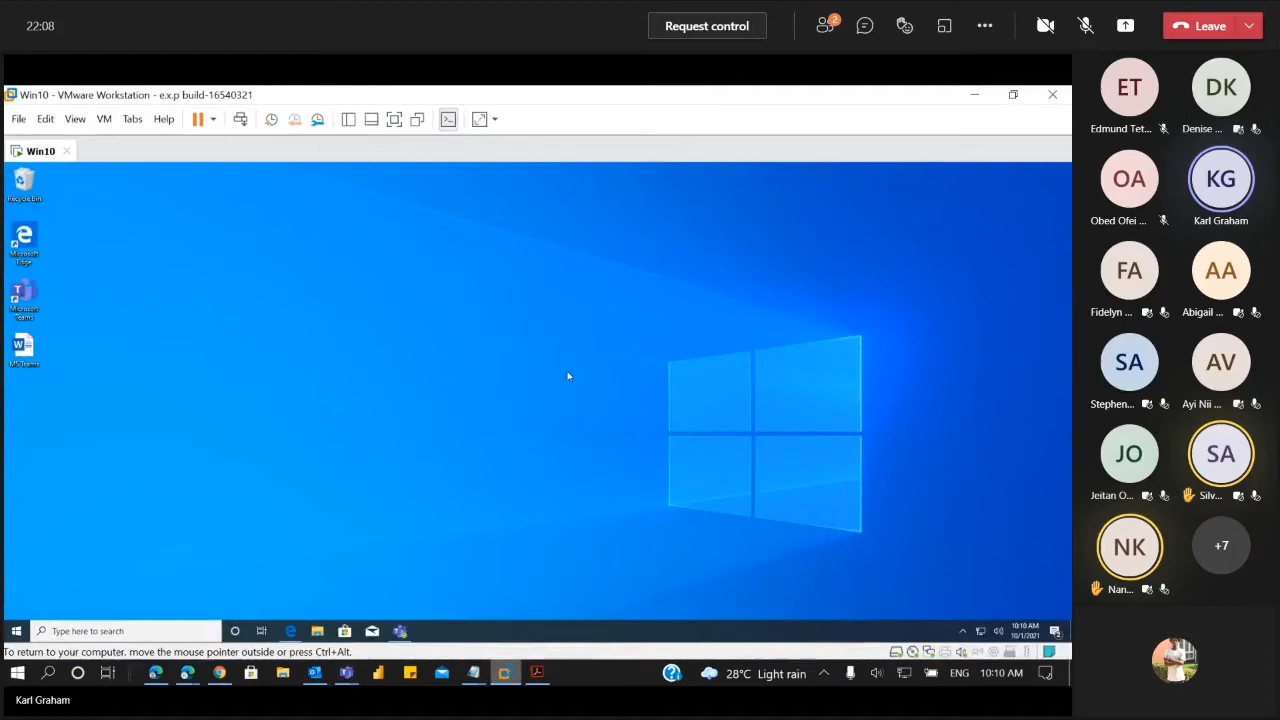 22:08
Request control
2
Leave
Win10 - VMware Workstation - e.x.p build-16540321
File Edit View VM Tabs Help
Win10
Recycle Bin
Microsoft
Edge
Microsoft
Teams
MS Teams
Type here to search
10:10 AM
10/1/2021
To return to your computer, move the mouse pointer outside or press Ctrl+Alt.
28°C Light rain
ENG
10:10 AM
Karl Graham
ET
DK
Edmund Tet...
Denise ...
OA
KG
Obed Ofei ...
Karl Graham
FA
AA
Fidelyn ...
Abigail ...
SA
AV
Stephen...
Ayi Nii ...
JO
SA
Jeitan O...
Silv...
NK
+7
Nan...